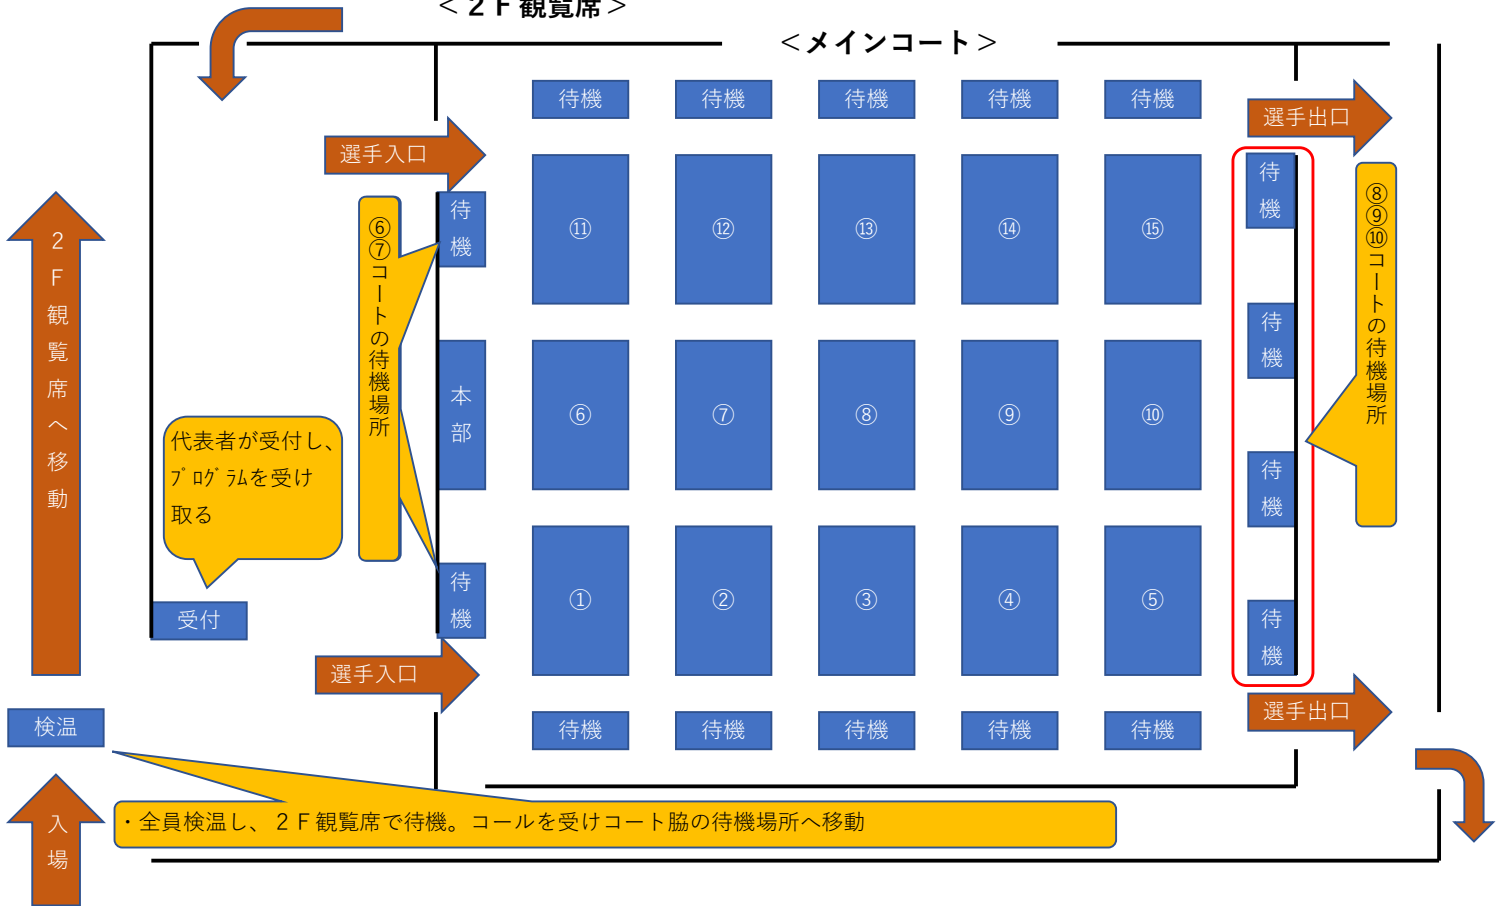 ＜２Ｆ観覧席＞
＜メインコート＞
待機
待機
待機
待機
待機
選手出口
選手入口
待機
⑪
⑫
⑬
⑭
⑮
待機
⑥⑦コートの待機場所
⑧⑨⑩コートの待機場所
２Ｆ観覧席へ移動
待機
本部
⑥
⑦
⑧
⑨
⑩
代表者が受付し、
ﾌﾟﾛｸﾞﾗﾑを受け
取る
待機
待機
①
②
③
④
⑤
待機
受付
選手入口
選手出口
検温
待機
待機
待機
待機
待機
・全員検温し、２Ｆ観覧席で待機。コールを受けコート脇の待機場所へ移動
入場